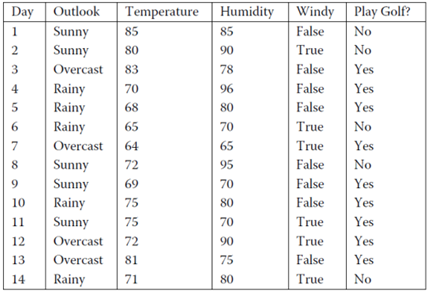 Day Outlook Temperature Humidity Windy Play Golf?
1 Sunny 85 85 False No
2 Sunny 80 90 True No
3 Overcast 83 78 False Yes
4 Rainy 70 96 False Yes
5 Rainy 68 80 False Yes
6 Rainy 65 70 True No
7 Overcast 64 65 True Yes
8 Sunny 72 95 False No
9 Sunny 69 70 False Yes
10 Rainy 75 80 False Yes
11 Sunny 75 70 True Yes
12 Overcast 72 90 True Yes
13 Overcast 81 75 False Yes
14 Rainy 71 80 True No